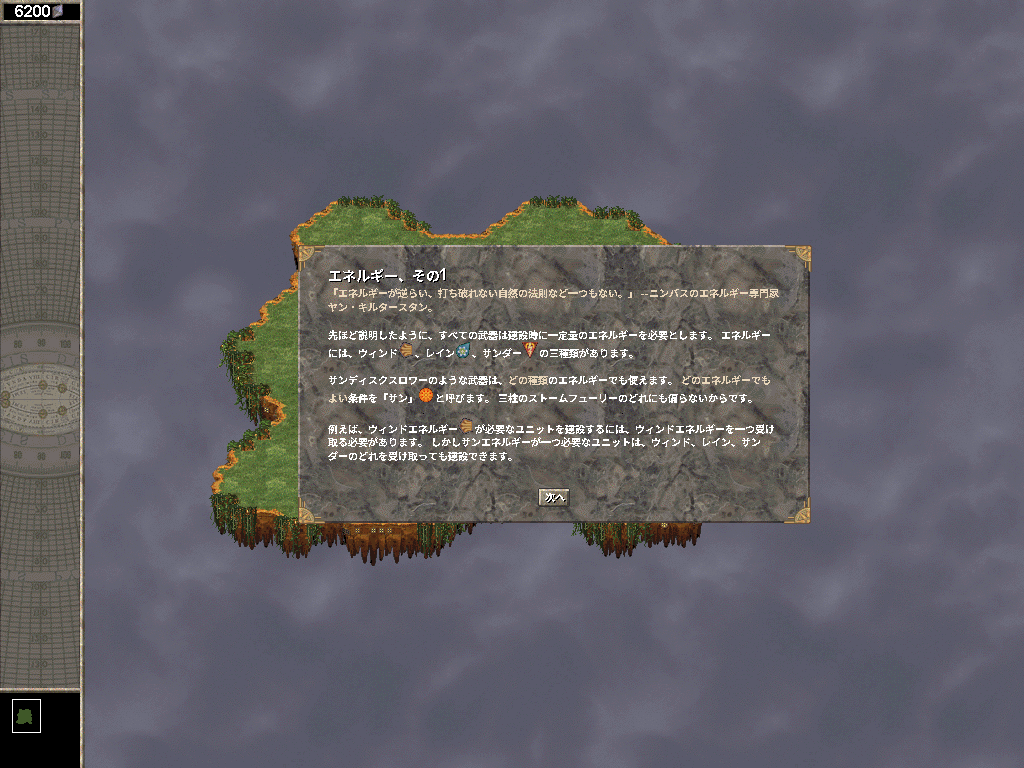 6200
エネルギー、その1
「エネルギーが逆らい、打ち破れない自然の法則など一つもない。」 --ニンバスのエネルギー専門家
ヤン・キルタースタン。
先ほど説明したように、すべての武器は建設時に一定量のエネルギーを必要とします。 エネルギー
には、ウィンド、レイン、サンダーの三種類があります。
サンディスクスロワーのような武器は、どの種類のエネルギーでも使えます。 どのエネルギーでも
よい条件を「サン」と呼びます。 三種のストームフューリーのどれにも偏らないからです。
例えば、ウィンドエネルギーが必要なユニットを建設するには、ウィンドエネルギーを一つ受け
取る必要があります。 しかしサンエネルギーが一つ必要なユニットは、ウィンド、レイン、サン
ダーのどれを受け取っても建設できます。
次へ